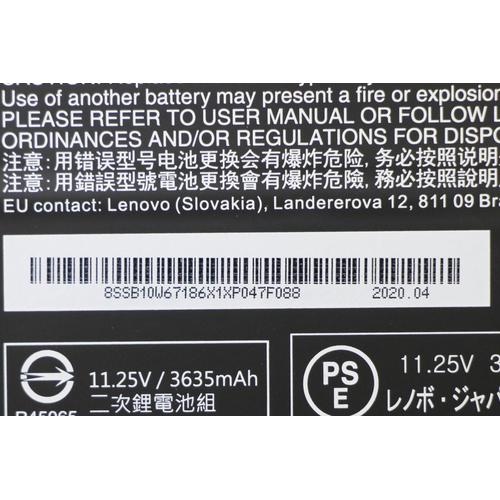 Use of another battery may present a fire or explosion
PLEASE REFER TO USER MANUAL OR FOLLOW L
ORDINANCES AND/OR REGULATIONS FOR DISPO
注意: 用错误型号电池更换会有爆炸危险, 务必按照说明
注意: 用錯誤型號電池更換會有爆炸危險, 務必按照說明
EU contact: Lenovo (Slovakia), Landererova 12, 811 09 Bra
8SSB10W67186X1XP047F088 2020.04
11.25V / 3635mAh
二次鋰電池組
PS
E
11.25V 3
レノボ・ジャパ